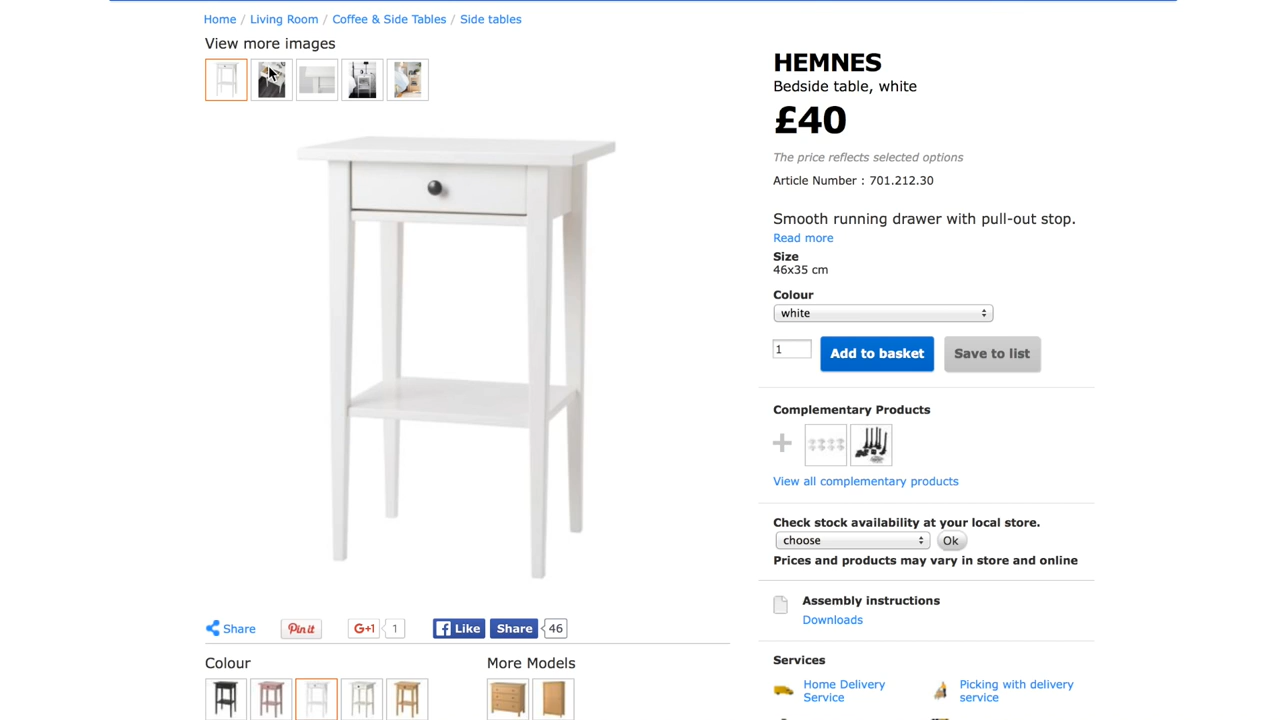 Home / Living Room / Coffee & Side Tables / Side tables
View more images
HEMNES
Bedside table, white
£40
The price reflects selected options
Article Number : 701.212.30
Smooth running drawer with pull-out stop.
Read more
Size
46x35 cm
Colour
white
1
Add to basket
Save to list
Complementary Products
+
View all complementary products
Check stock availability at your local store.
choose
Ok
Prices and products may vary in store and online
Assembly instructions
Downloads
Services
Home Delivery
Service
Picking with delivery
service
Share
Pin it
G+1
1
f Like
Share
46
Colour
More Models